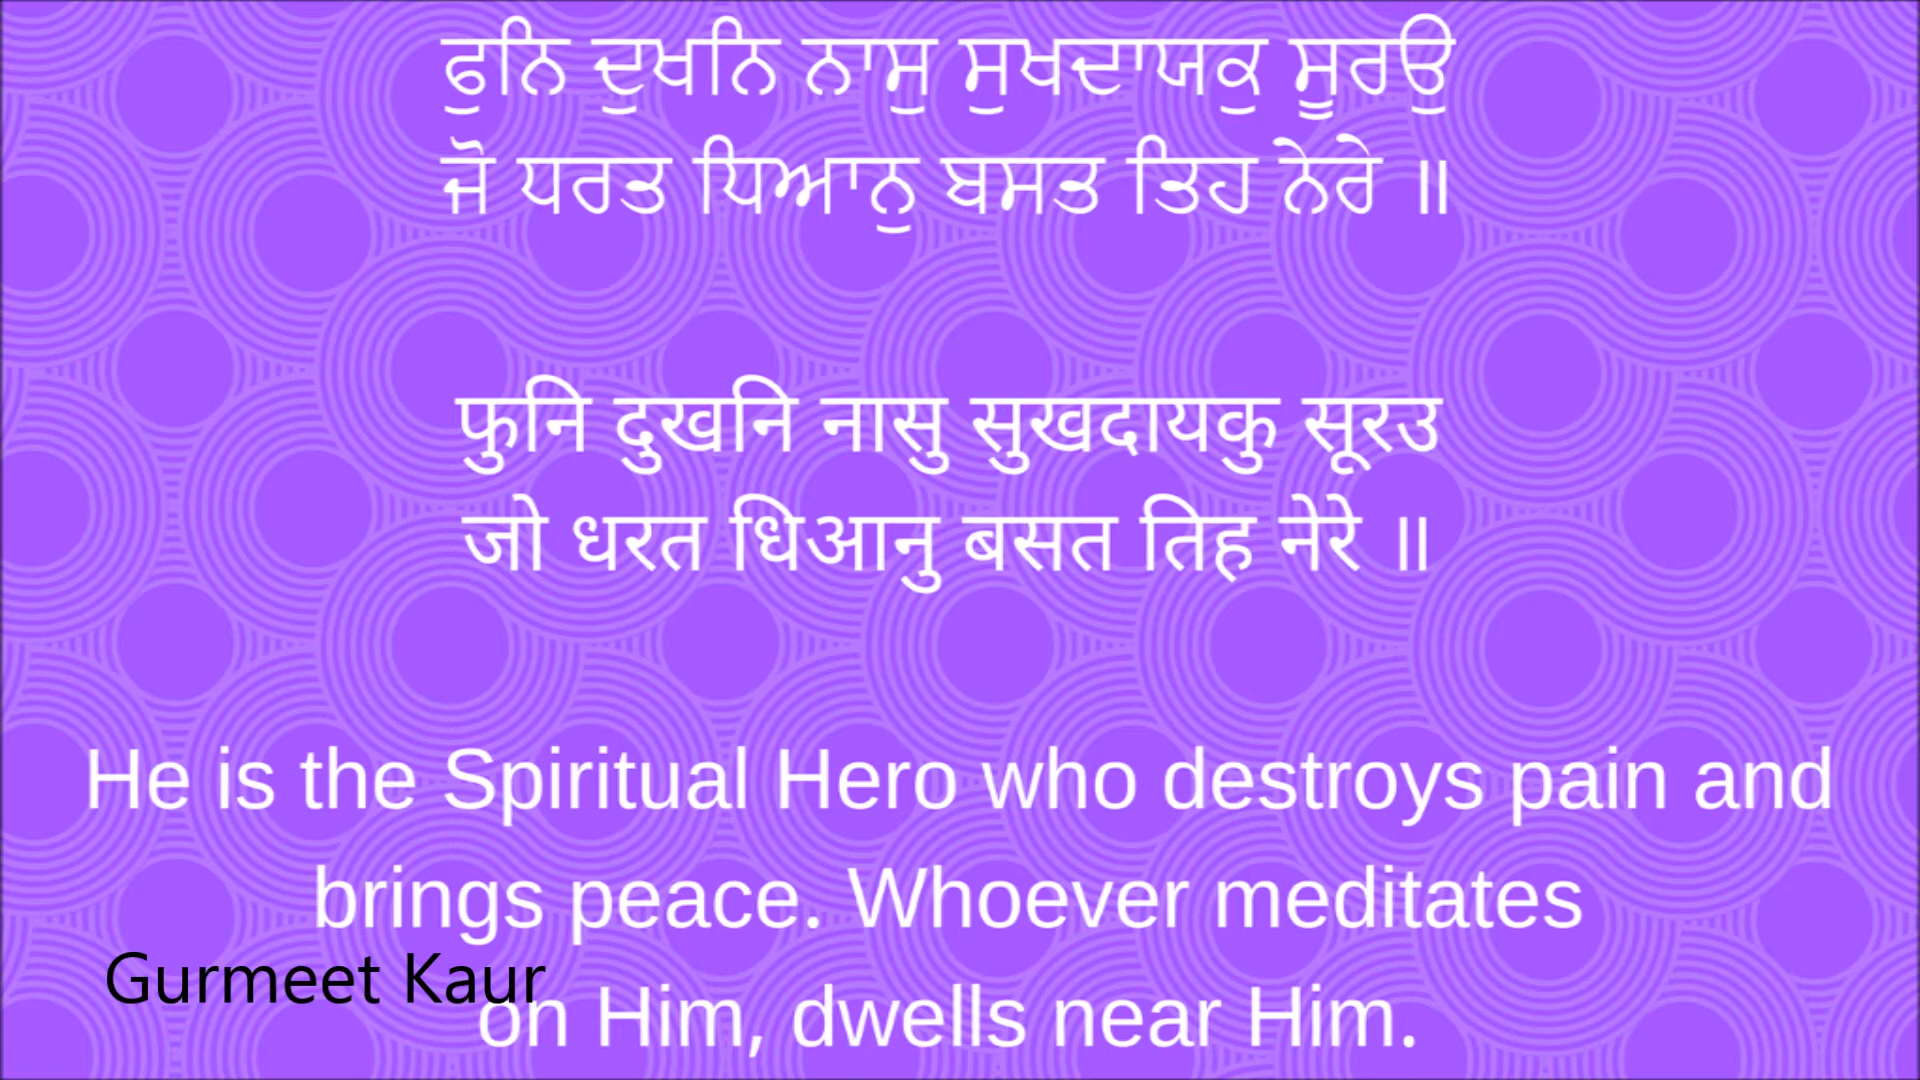 ਫੁਨਿ ਦੁਖਨਿ ਨਾਸੁ ਸੁਖਦਾਯਕੁ ਸੂਰਉ
ਜੋ ਧਰਤ ਧਿਆਨੁ ਬਸਤ ਤਿਹ ਨੇਰੇ ॥
फुनि दुखनि नासु सुखदायकु सूरउ
जो धरत धिआनु बसत तिह नेरे ॥
He is the Spiritual Hero who destroys pain and
brings peace. Whoever meditates
Gurmeet Kaur
on Him, dwells near Him.